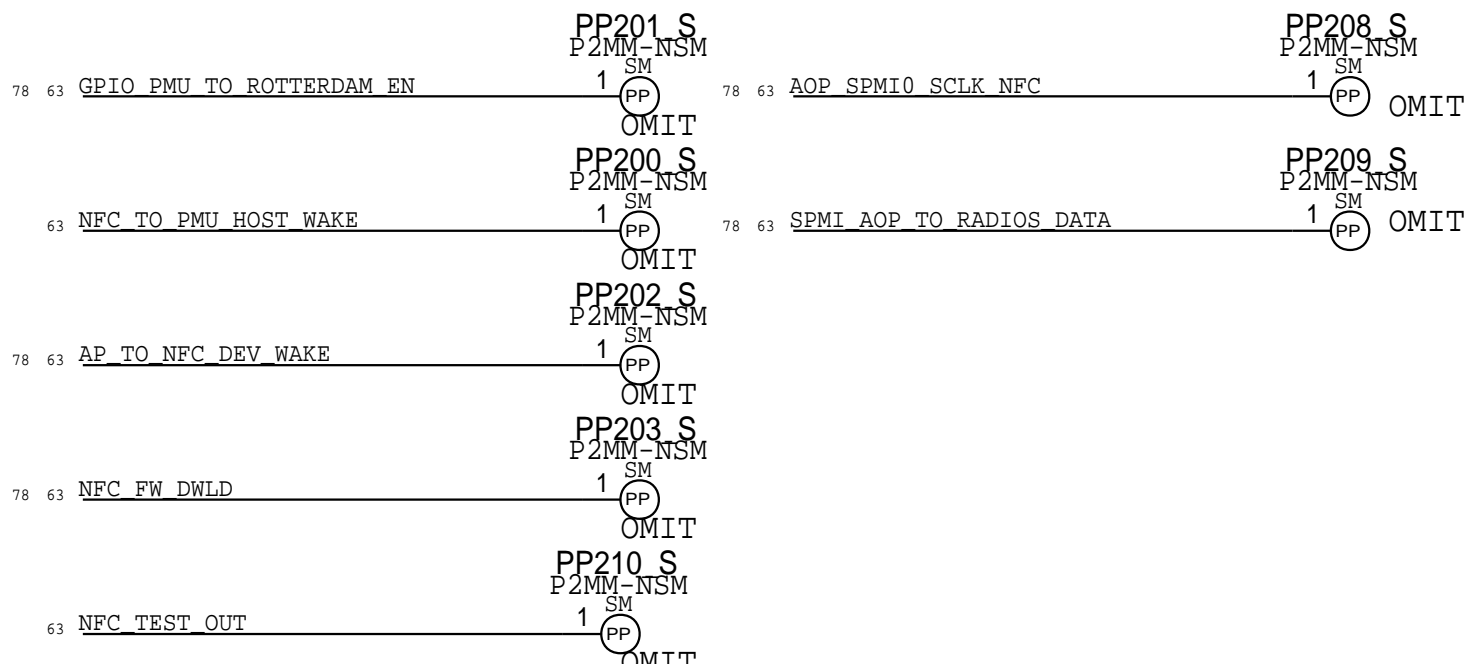 PP201_S
P2MM-NSM
SM
78 63 GPIO_PMU_TO_ROTTERDAM_EN 1 PP
OMIT
PP200_S
P2MM-NSM
SM
63 NFC_TO_PMU_HOST_WAKE 1 PP
OMIT
PP202_S
P2MM-NSM
SM
78 63 AP_TO_NFC_DEV_WAKE 1 PP
OMIT
PP203_S
P2MM-NSM
SM
78 63 NFC_FW_DWLD 1 PP
OMIT
PP210_S
P2MM-NSM
SM
63 NFC_TEST_OUT 1 PP
OMIT
PP208_S
P2MM-NSM
SM
78 63 AOP_SPMI0_SCLK_NFC 1 PP OMIT
PP209_S
P2MM-NSM
SM
78 63 SPMI_AOP_TO_RADIOS_DATA 1 PP OMIT